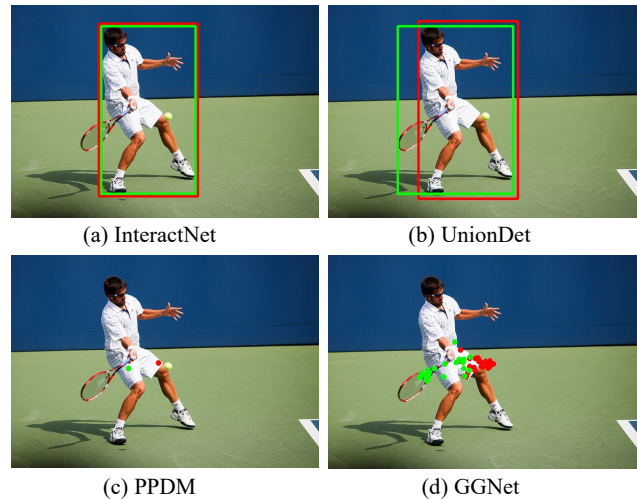 (a) InteractNet
(b) UnionDet
(c) PPDM
(d) GGNet